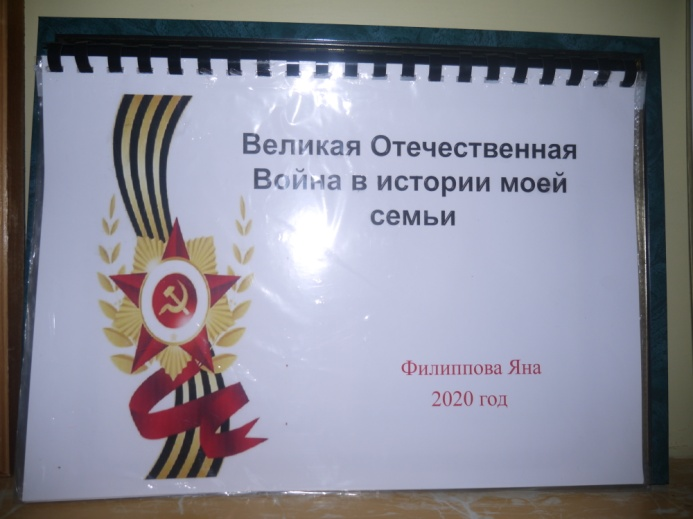 Великая Отечественная
Война в истории моей
семьи
Филиппова Яна
2020 год